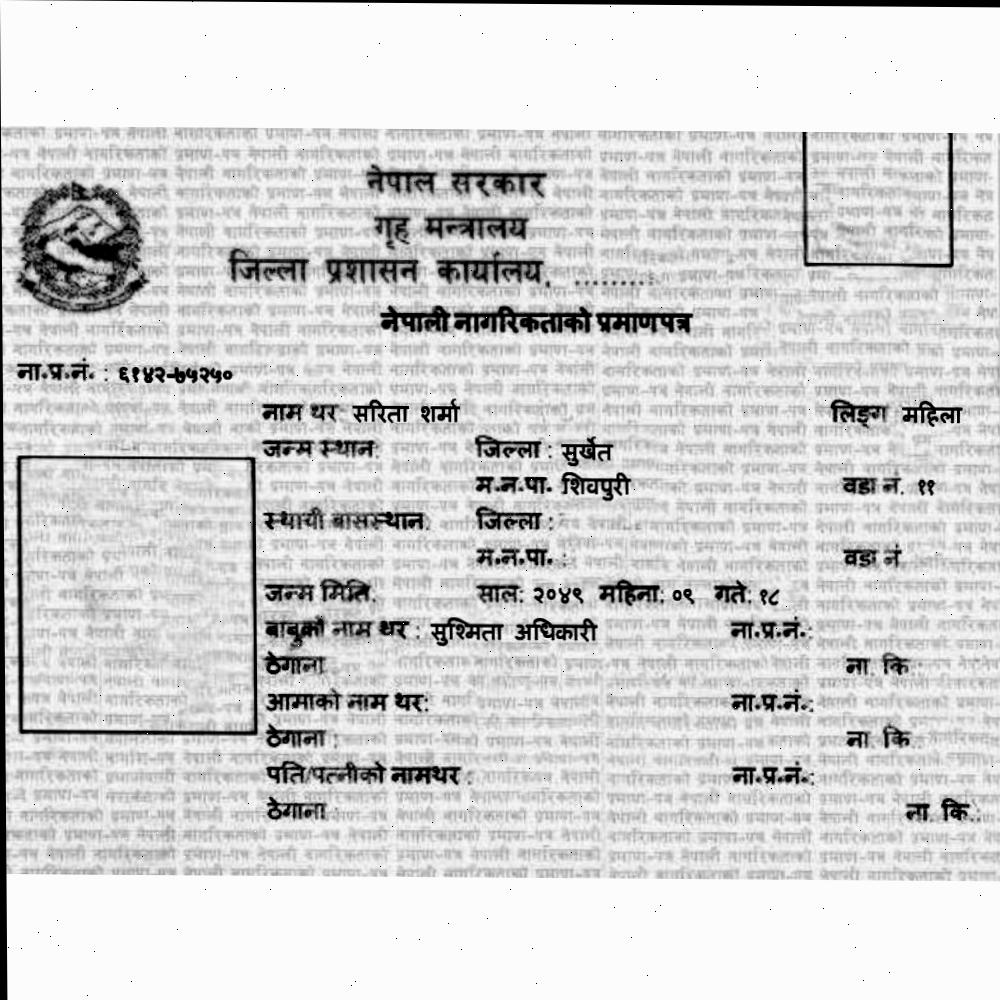 नेपाल सरकार
गृह मन्त्रालय
जिल्ला प्रशासन कार्यालय, .........
नेपाली नागरिकताको प्रमाणपत्र
ना.प्र.नं. : ६१४२-७५२५०
नाम थर: सरिता शर्मा लिङ्ग महिला
जन्म स्थान: जिल्ला : सुर्खेत
म.न.पा. शिवपुरी वडा नं. ११
स्थायी बासस्थान: जिल्ला :
म.न.पा. : वडा नं
जन्म मिति: साल: २०४९ महिना: ०९ गते: १८
बाबुको नाम थर : सुश्मिता अधिकारी ना.प्र.नं.:
ठेगाना ना. कि.:
आमाको नाम थर: ना.प्र.नं.:
ठेगाना : ना. कि.
पति/पत्नीको नामथर : ना.प्र.नं.:
ठेगाना : ना. कि.: